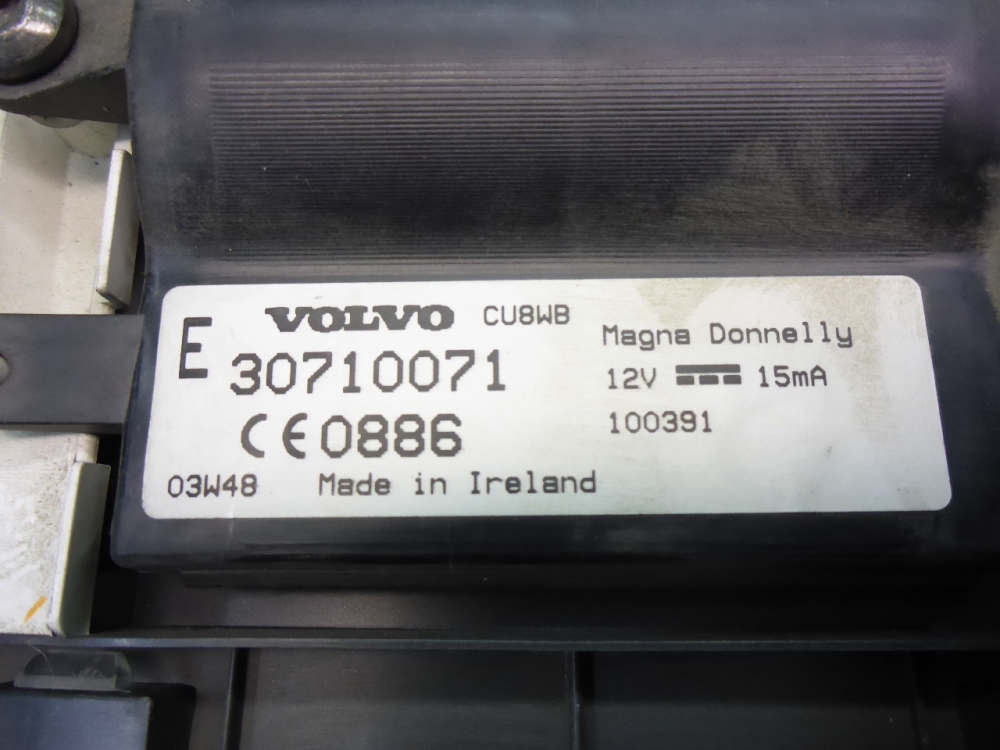 VOLVO CU8WB
E 30710071
CE0886
03W48 Made in Ireland
Magna Donnelly
12V ⎓ 15mA
100391